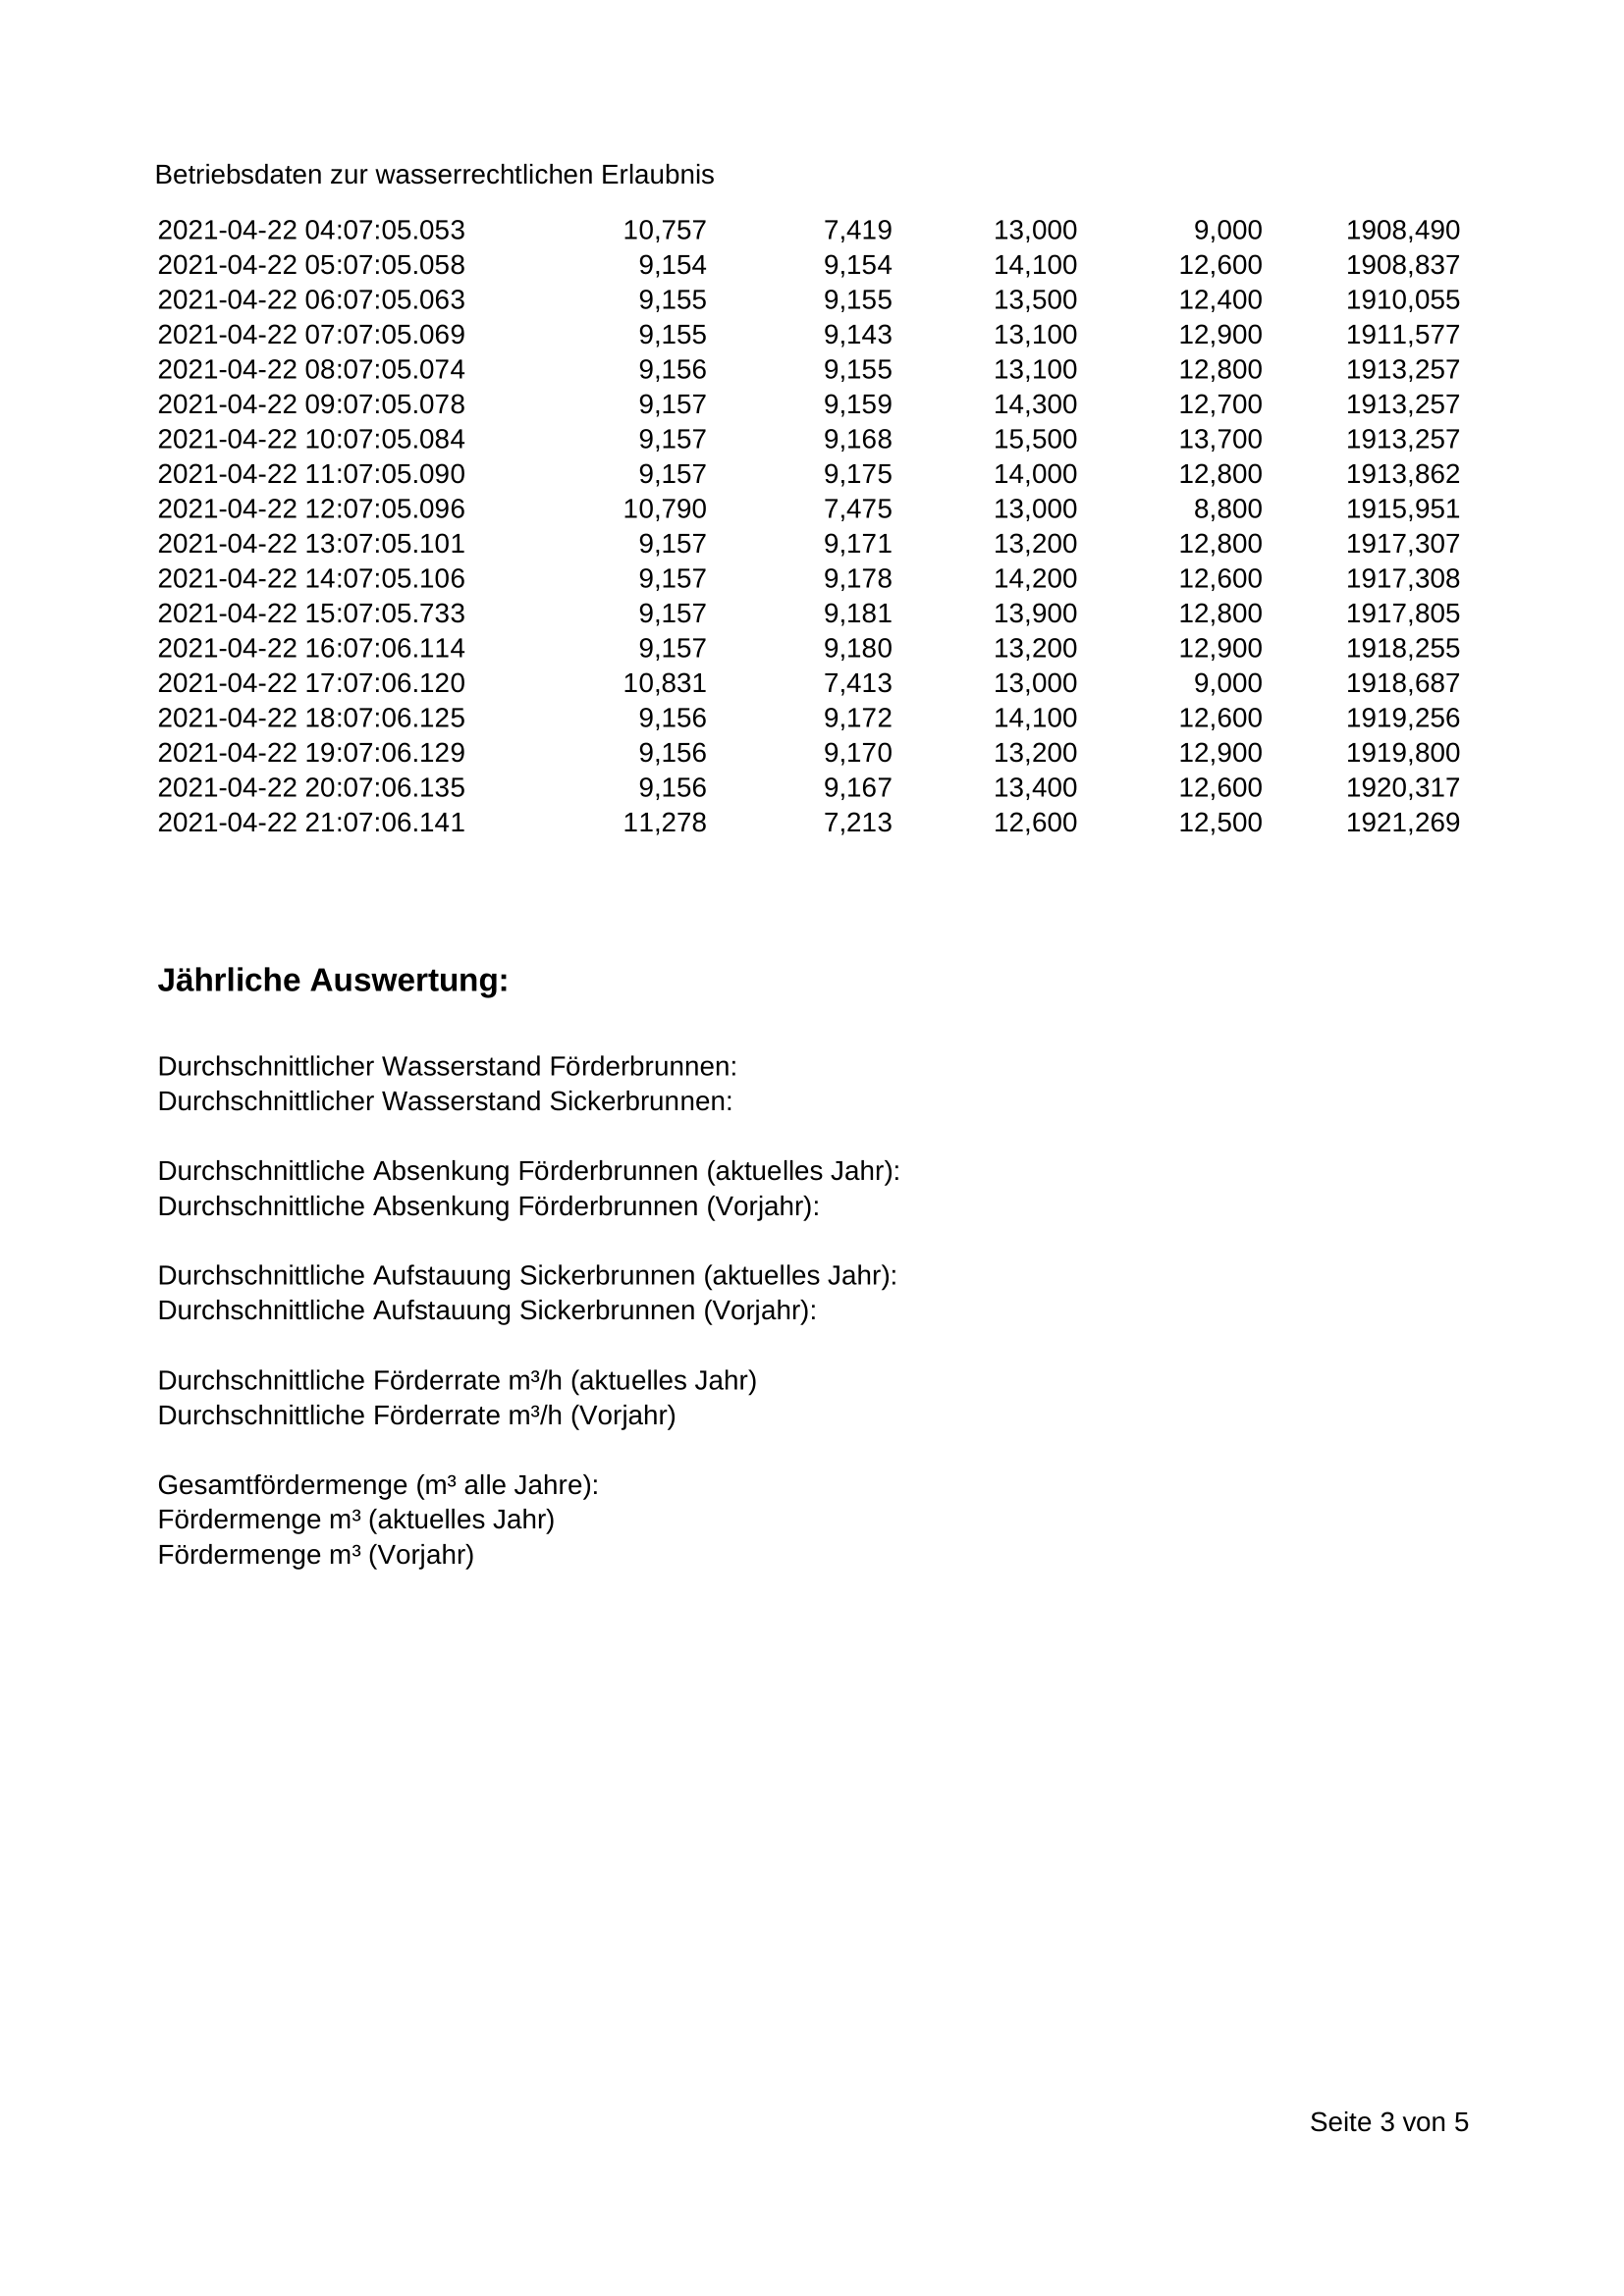 Betriebsdaten zur wasserrechtlichen Erlaubnis
2021-04-22 04:07:05.053 10,757 7,419 13,000 9,000 1908,490
2021-04-22 05:07:05.058 9,154 9,154 14,100 12,600 1908,837
2021-04-22 06:07:05.063 9,155 9,155 13,500 12,400 1910,055
2021-04-22 07:07:05.069 9,155 9,143 13,100 12,900 1911,577
2021-04-22 08:07:05.074 9,156 9,155 13,100 12,800 1913,257
2021-04-22 09:07:05.078 9,157 9,159 14,300 12,700 1913,257
2021-04-22 10:07:05.084 9,157 9,168 15,500 13,700 1913,257
2021-04-22 11:07:05.090 9,157 9,175 14,000 12,800 1913,862
2021-04-22 12:07:05.096 10,790 7,475 13,000 8,800 1915,951
2021-04-22 13:07:05.101 9,157 9,171 13,200 12,800 1917,307
2021-04-22 14:07:05.106 9,157 9,178 14,200 12,600 1917,308
2021-04-22 15:07:05.733 9,157 9,181 13,900 12,800 1917,805
2021-04-22 16:07:06.114 9,157 9,180 13,200 12,900 1918,255
2021-04-22 17:07:06.120 10,831 7,413 13,000 9,000 1918,687
2021-04-22 18:07:06.125 9,156 9,172 14,100 12,600 1919,256
2021-04-22 19:07:06.129 9,156 9,170 13,200 12,900 1919,800
2021-04-22 20:07:06.135 9,156 9,167 13,400 12,600 1920,317
2021-04-22 21:07:06.141 11,278 7,213 12,600 12,500 1921,269
Jährliche Auswertung:
Durchschnittlicher Wasserstand Förderbrunnen:
Durchschnittlicher Wasserstand Sickerbrunnen:
Durchschnittliche Absenkung Förderbrunnen (aktuelles Jahr):
Durchschnittliche Absenkung Förderbrunnen (Vorjahr):
Durchschnittliche Aufstauung Sickerbrunnen (aktuelles Jahr):
Durchschnittliche Aufstauung Sickerbrunnen (Vorjahr):
Durchschnittliche Förderrate m³/h (aktuelles Jahr)
Durchschnittliche Förderrate m³/h (Vorjahr)
Gesamtfördermenge (m³ alle Jahre):
Fördermenge m³ (aktuelles Jahr)
Fördermenge m³ (Vorjahr)
Seite 3 von 5